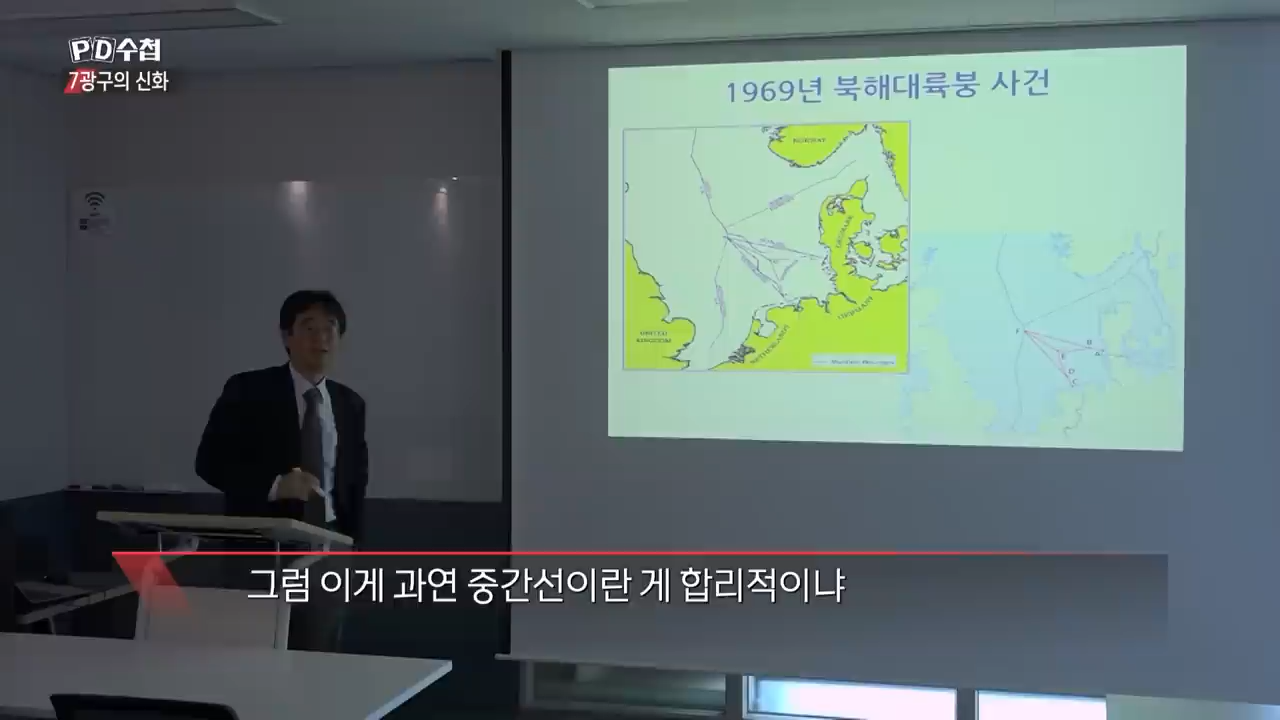 PD수첩
7광구의 신화
1969년 북해대륙붕 사건
NORWAY
DENMARK
UNITED
KINGDOM
NETHERLANDS
GERMANY
그럼 이게 과연 중간선이란 게 합리적이냐